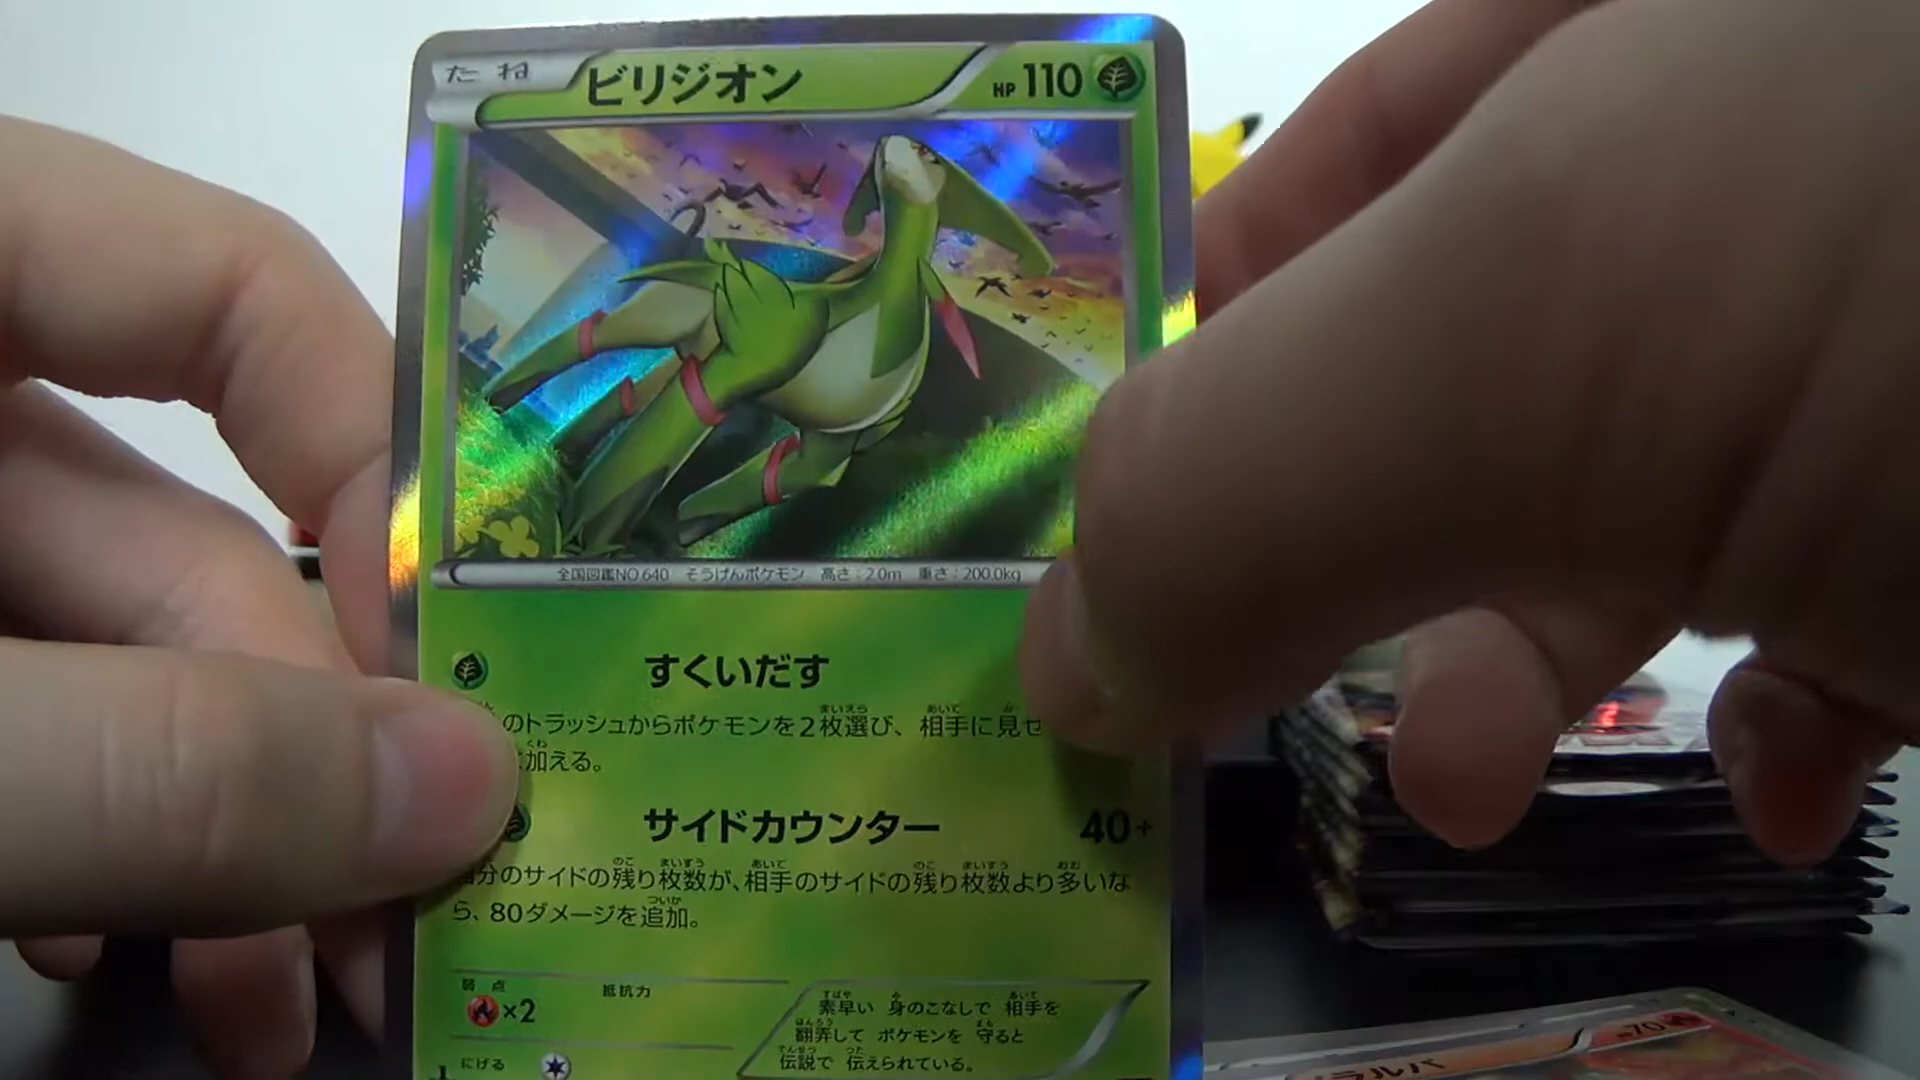 たね ビリジオン HP 110
全国図鑑NO.640 そうげんポケモン 高さ:2.0m 重さ:200.0kg
すくいだす
のトラッシュからポケモンを2枚選び、相手に見せ
加える。
サイドカウンター 40+
分のサイドの残り枚数が、相手のサイドの残り枚数より多いな
ら、80ダメージを追加。
弱点 抵抗力
×2
にげる
素早い 身のこなしで 相手を
翻弄して ポケモンを 守ると
伝説で 伝えられている。
ラルバ HP 70